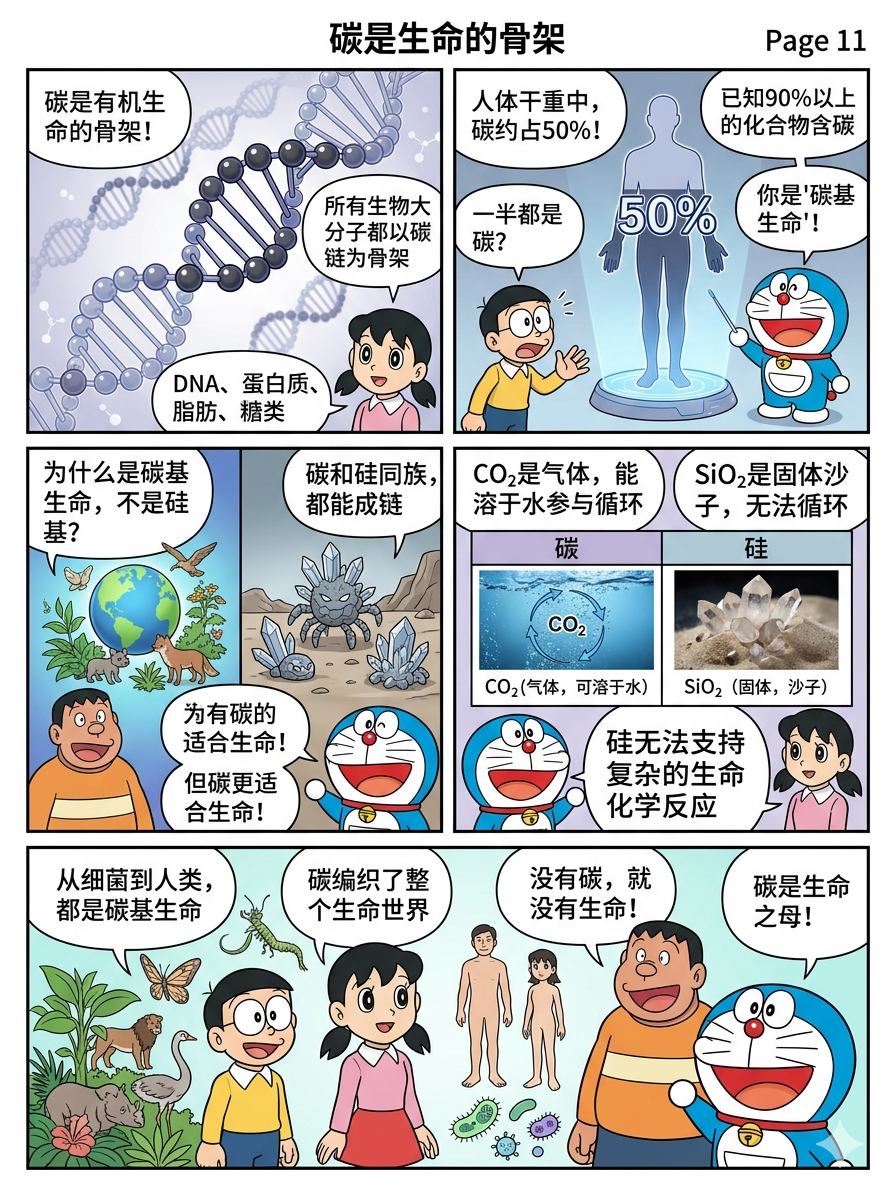 碳是生命的骨架
Page 11
碳是有机生
命的骨架！
所有生物大
分子都以碳
链为骨架
DNA、蛋白质、
脂肪、糖类
人体干重中，
碳约占50%！
已知90%以上
的化合物含碳
一半都是
碳？
50%
你是'碳基
生命'！
为什么是碳基
生命，不是硅
基？
碳和硅同族，
都能成链
为有碳的
适合生命！
但碳更适
合生命！
CO₂是气体，能
溶于水参与循环
SiO₂是固体沙
子，无法循环
碳
硅
CO₂
CO₂(气体，可溶于水)
SiO₂（固体，沙子）
硅无法支持
复杂的生命
化学反应
从细菌到人类，
都是碳基生命
碳编织了整
个生命世界
没有碳，就
没有生命！
碳是生命
之母！